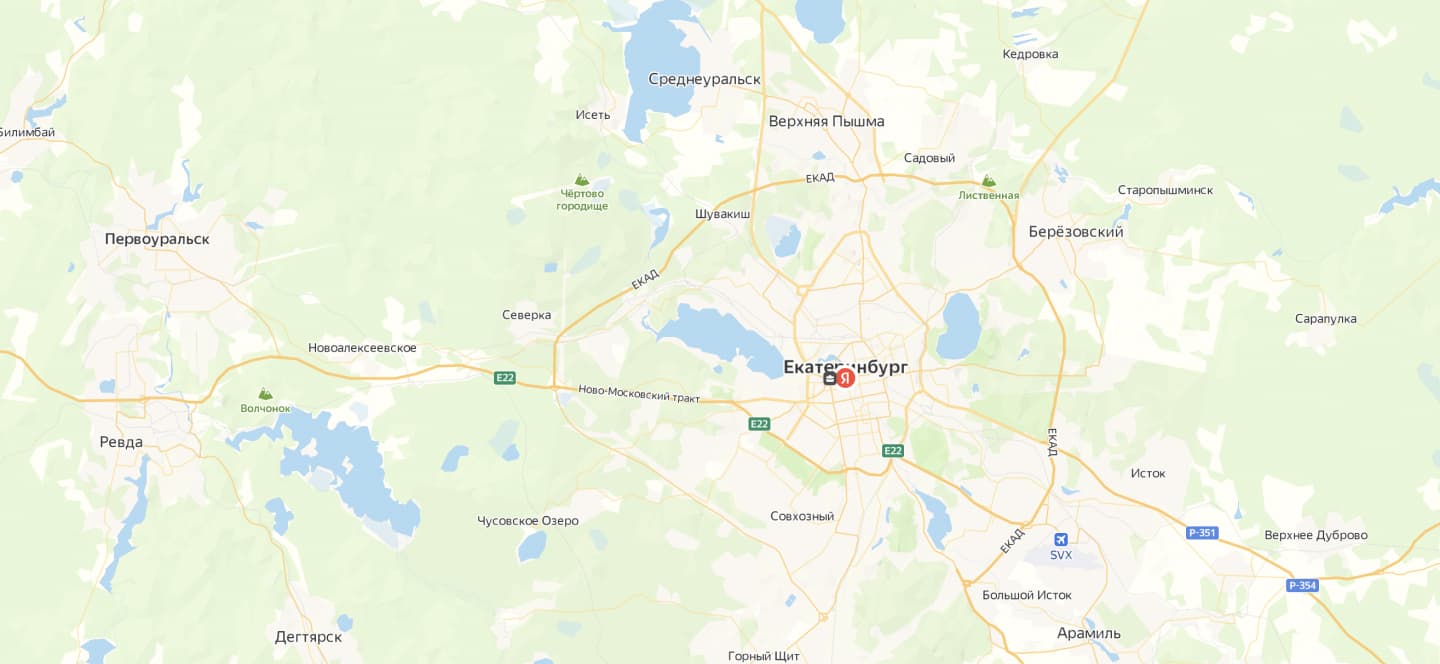 Кедровка
Среднеуральск
Исеть
Верхняя Пышма
Билимбай
Садовый
ЕКАД
Старопышминск
Чёртово
городище
Лиственная
Шувакиш
Первоуральск
Берёзовский
ЕКАД
Северка
Сарапулка
Новоалексеевское
Екатеринбург
Я
E22
Ново-Московский тракт
Волчонок
E22
Ревда
ЕКАД
E22
Исток
Совхозный
Чусовское Озеро
P-351
Верхнее Дуброво
ЕКАД
SVX
P-354
Большой Исток
Дегтярск
Арамиль
Горный Щит